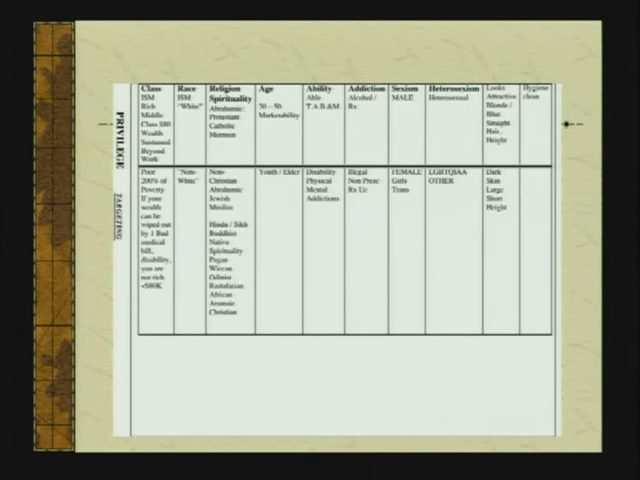 PRIVILEGE
TARGETING
Class
ISM
Rich
Middle
Class $80
Wealth
Sustained
Beyond
Work
Race
ISM
"White"
Religion
Spirituality
Abrahamic:
Protestant
Catholic
Mormon
Age
30 – 50
Marketability
Ability
Able
T.A.B.&M
Addiction
Alcohol /
Rx
Sexism
MALE
Heterosexism
Heterosexual
Looks
Attractive
Blonde /
Blue
Straight
Hair,
Height
Hygiene
clean
Poor
200% of
Poverty
If your
wealth
can be
wiped out
by 1 Bad
medical
bill,
disability,
you are
not rich
<$80K
"Non-
White"
Non-
Christian
Abrahamic
Jewish
Muslim
Hindu / Sikh
Buddhist
Native
Spirituality
Pagan
Wiccan
Odinist
Rastafarian
African
Aramaic
Christian
Youth / Elder
Disability
Physical
Mental
Addictions
Illegal
Non Presc
Rx Us
FEMALE
Girls
Trans
LGBTQIAA
OTHER
Dark
Skin
Large
Short
Height